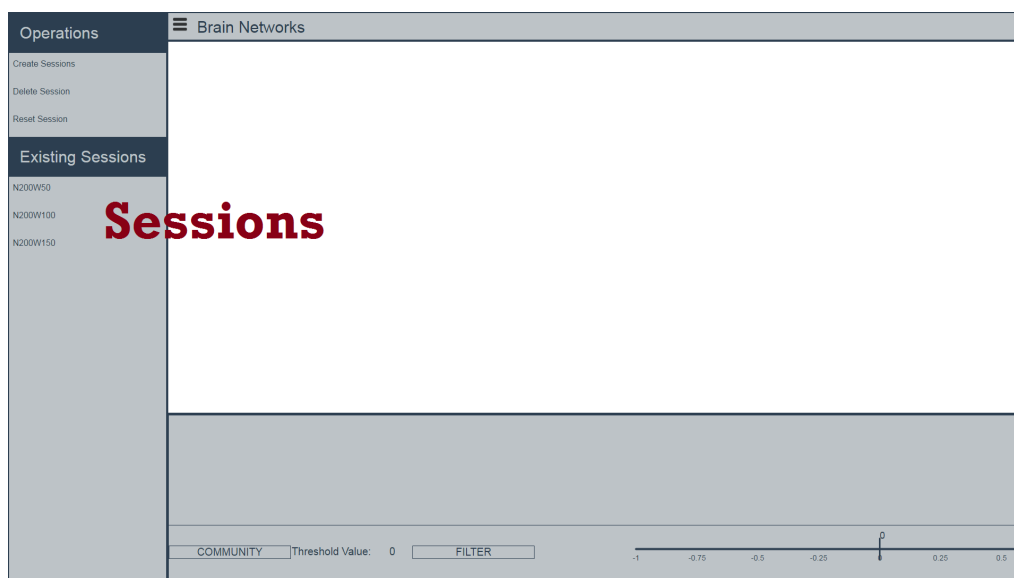 Operations
Create Sessions
Delete Session
Reset Session
Existing Sessions
N200W50
N200W100
N200W150
Brain Networks
Sessions
COMMUNITY Threshold Value: 0 FILTER
0
-1 -0.75 -0.5 -0.25 0 0.25 0.5